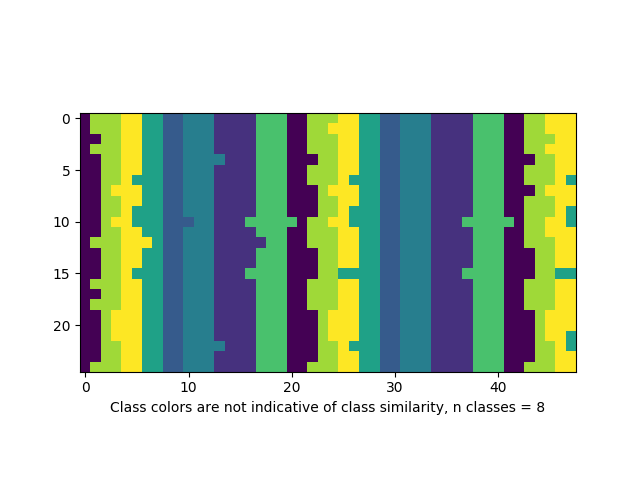 0
5
10
15
20
0 10 20 30 40
Class colors are not indicative of class similarity, n classes = 8